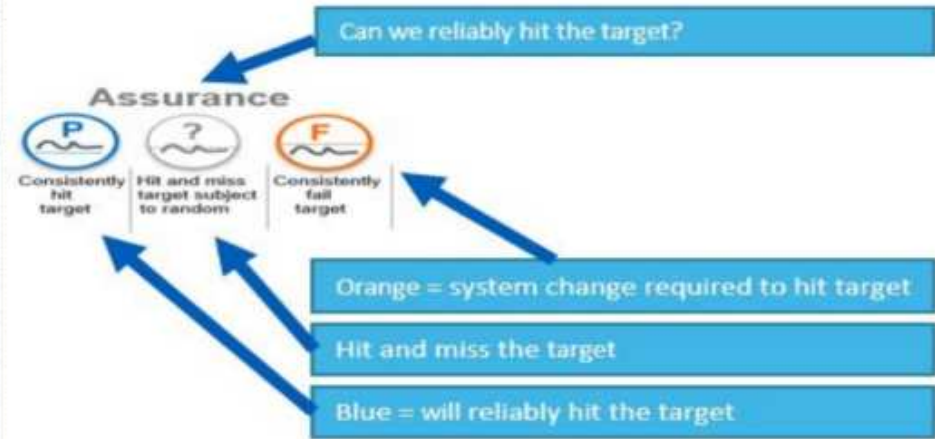 Can we reliably hit the target?
Assurance
P
?
F
Consistently
hit
target
Hit and miss
target subject
to random
Consistently
fail
target
Orange = system change required to hit target
Hit and miss the target
Blue = will reliably hit the target